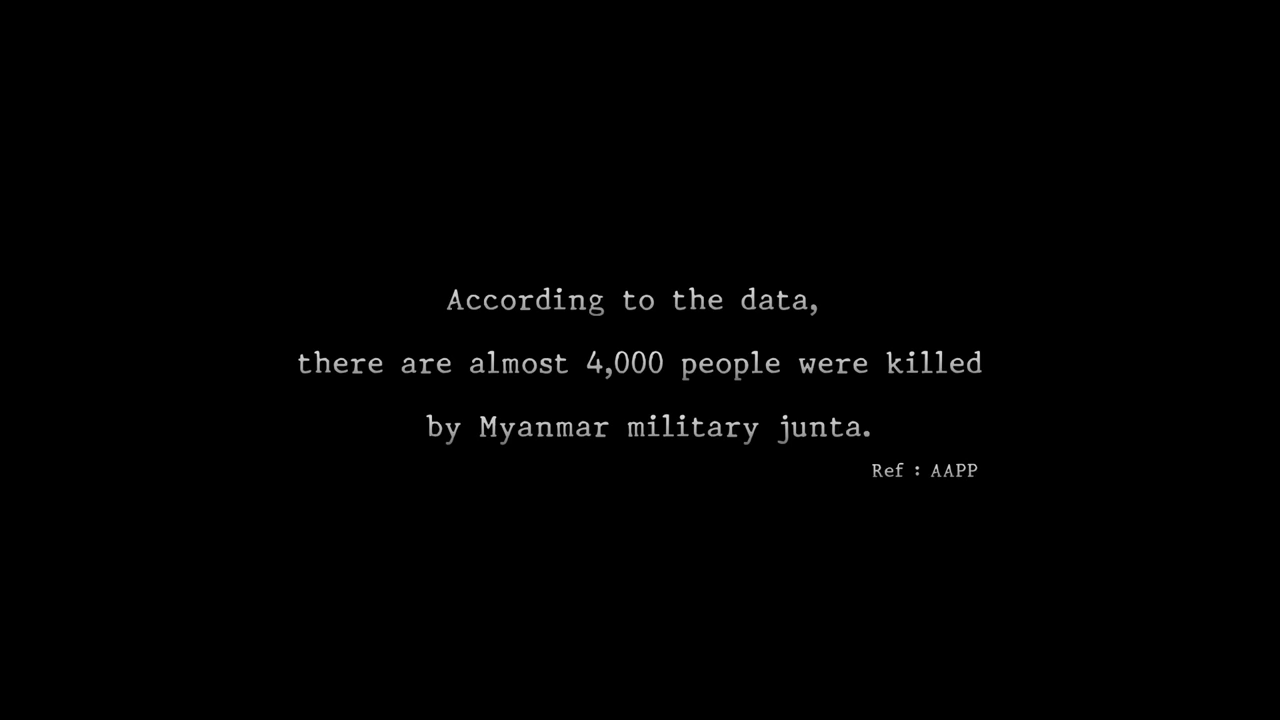 According to the data,
there are almost 4,000 people were killed
by Myanmar military junta.
Ref : AAPP